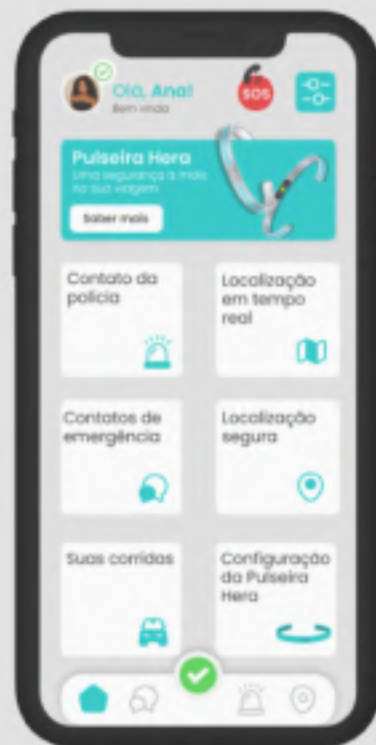 Olá, Ana!
Bem vinda
SOS
Pulseira Hera
Uma segurança a mais
na sua viagem
Saber mais
Contato da
policia
Localização
em tempo
real
Contatos de
emergência
Localização
segura
Suas corridas
Configuração
da Pulseira
Hera